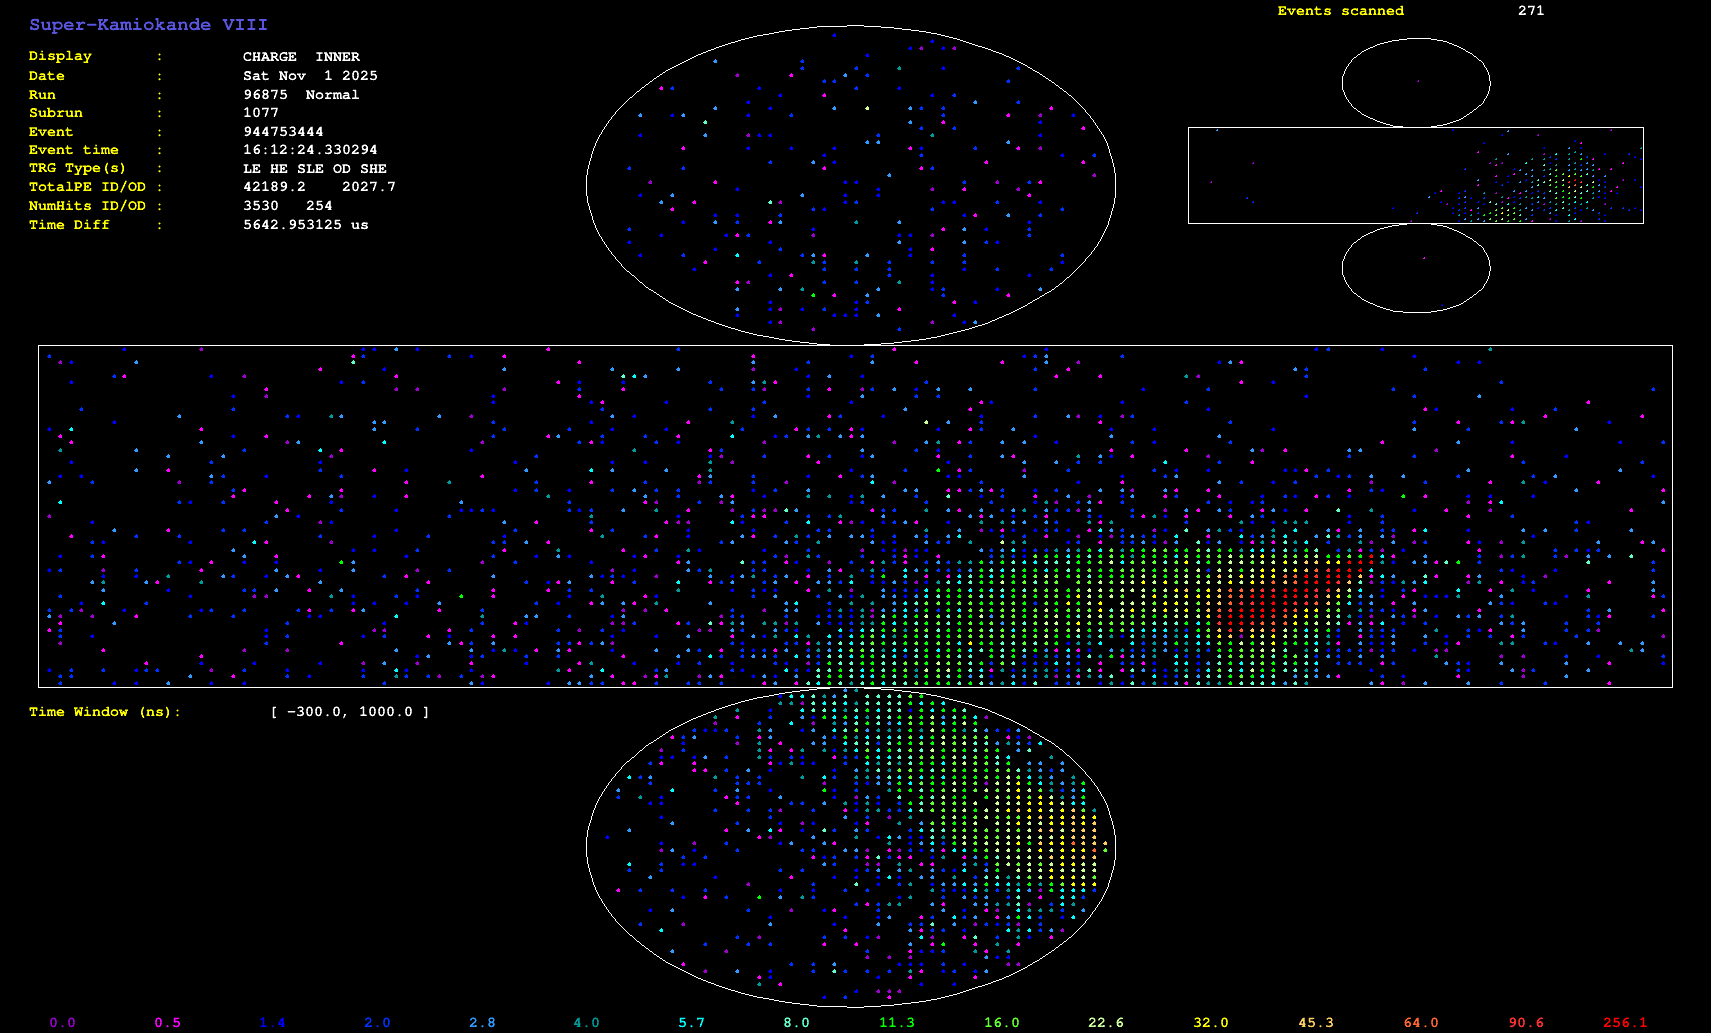 Super-Kamiokande VIII
Display : CHARGE INNER
Date : Sat Nov 1 2025
Run : 96875 Normal
Subrun : 1077
Event : 944753444
Event time : 16:12:24.330294
TRG Type(s) : LE HE SLE OD SHE
TotalPE ID/OD : 42189.2 2027.7
NumHits ID/OD : 3530 254
Time Diff : 5642.953125 us
Events scanned 271
Time Window (ns): [ -300.0, 1000.0 ]
0.0 0.5 1.4 2.0 2.8 4.0 5.7 8.0 11.3 16.0 22.6 32.0 45.3 64.0 90.6 256.1